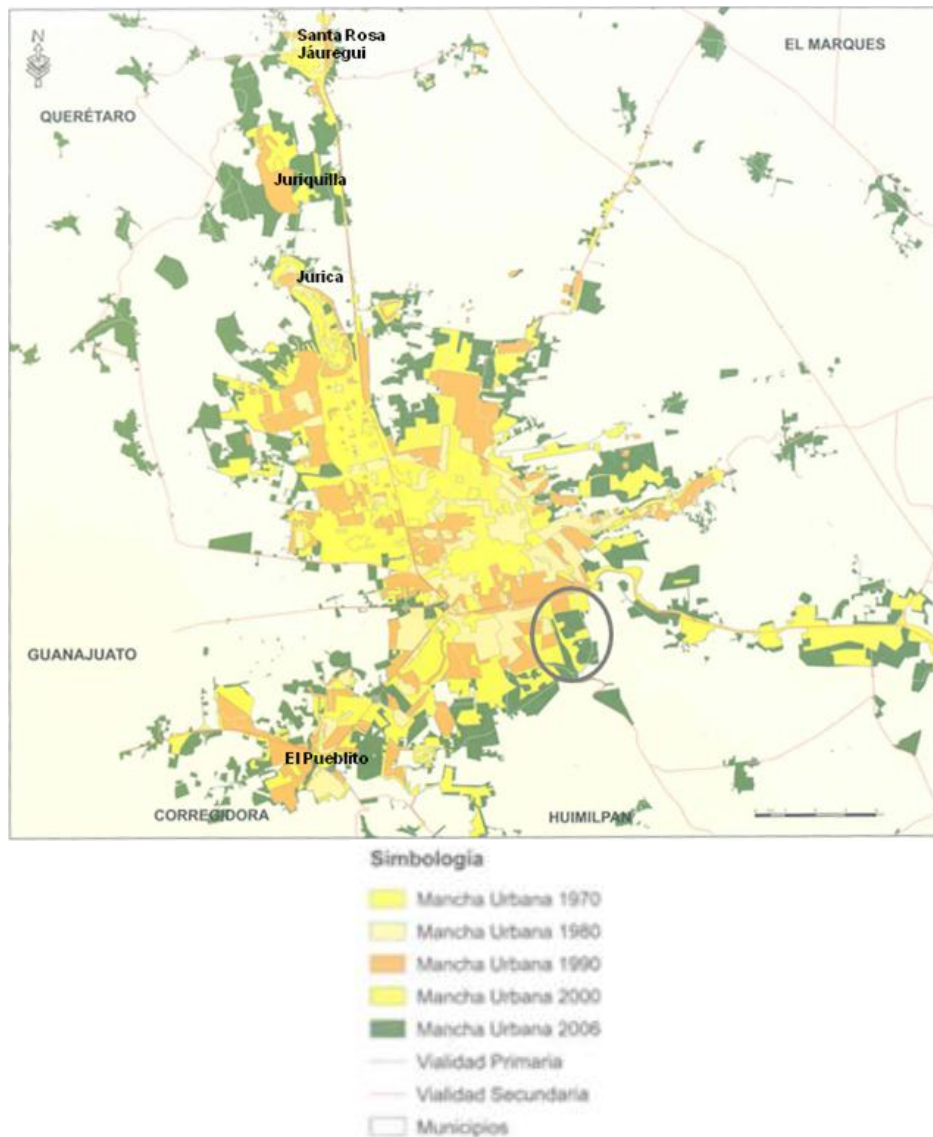 Santa Rosa
Jáuregui
EL MARQUES
N
QUERÉTARO
Juriquilla
Jurica
GUANAJUATO
El Pueblito
CORREGIDORA
HUIMILPAN
Simbología
Mancha Urbana 1970
Mancha Urbana 1980
Mancha Urbana 1990
Mancha Urbana 2000
Mancha Urbana 2006
Vialidad Primaria
Vialidad Secundaria
Municipios